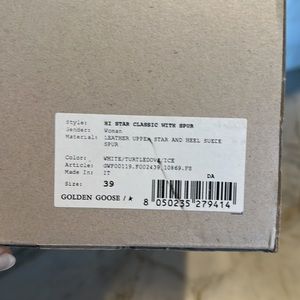 Style: HI STAR CLASSIC WITH SPUR
Gender: Woman
Material: LEATHER UPPER STAR AND HEEL SUEDE
SPUR
Color: WHITE/TURTLEDOVE/ICE
Article: GWF00119.F002439.10869.FS
Made In: IT
DA
Size: 39
GOLDEN GOOSE / ★
8 050235 279414